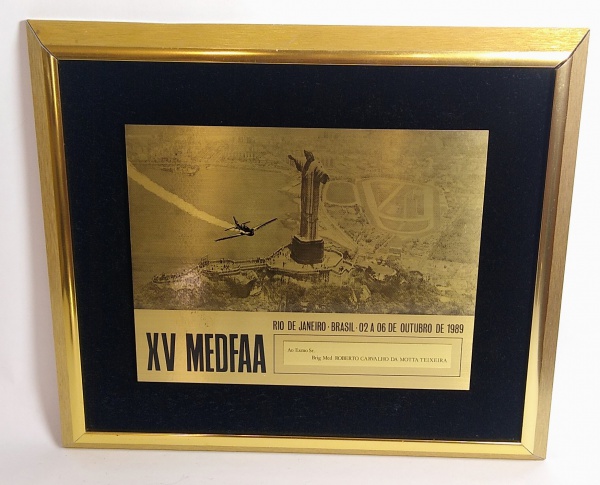 RIO DE JANEIRO · BRASIL · 02 A 06 DE OUTUBRO DE 1989
XV MEDFAA
Ao Exmo Sr.
Brig Med ROBERTO CARVALHO DA MOTTA TEIXEIRA